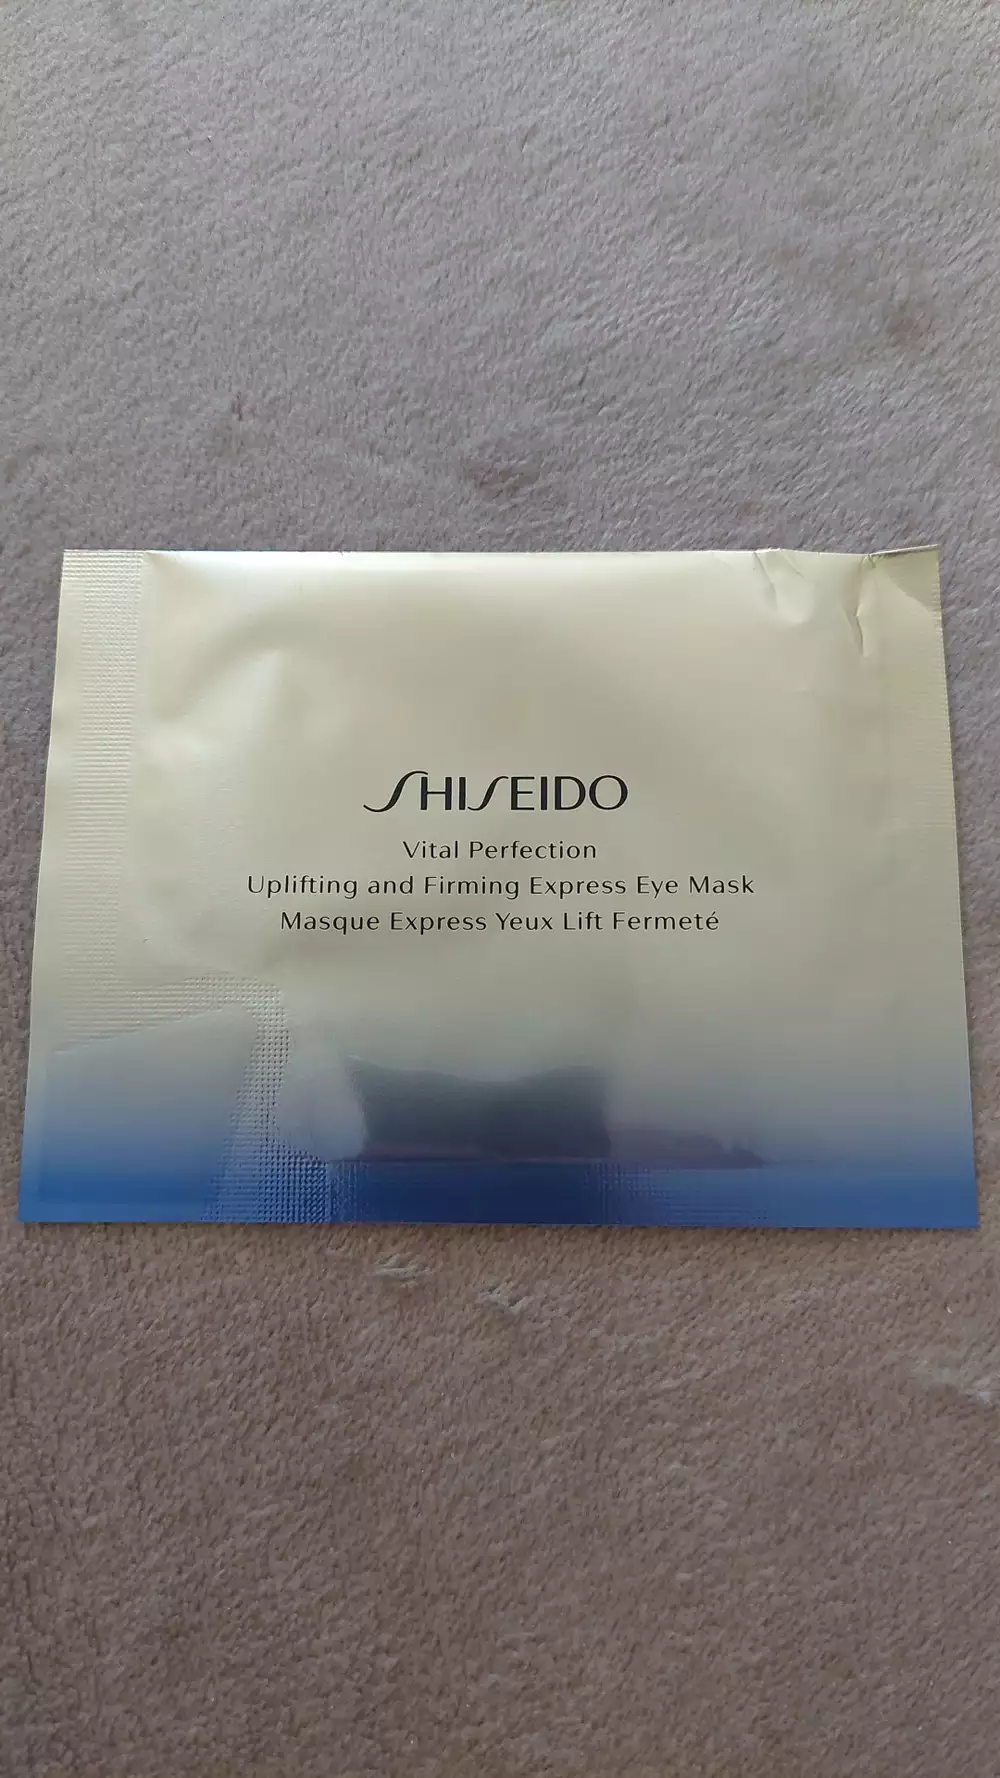 SHISEIDO
Vital Perfection
Uplifting and Firming Express Eye Mask
Masque Express Yeux Lift Fermeté